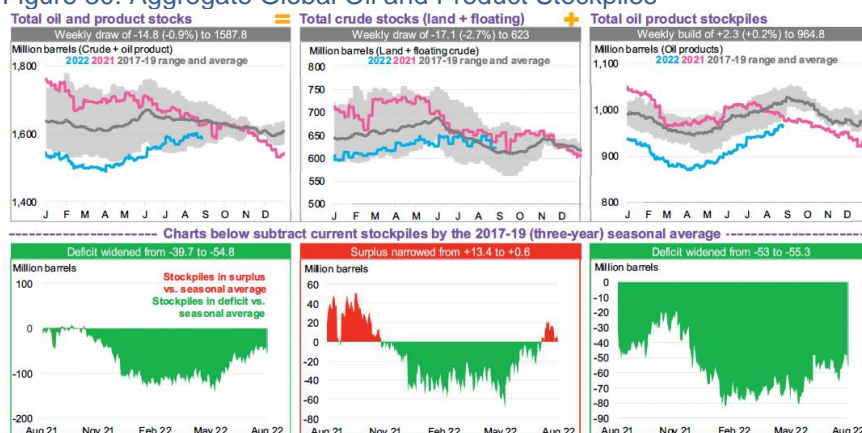 Figure 30: Aggregate Global Oil and Product Stockpiles
Total oil and product stocks
=
Total crude stocks (land + floating)
+
Total oil product stockpiles
Weekly draw of -14.8 (-0.9%) to 1587.8
Weekly draw of -17.1 (-2.7%) to 623
Weekly build of +2.3 (+0.2%) to 964.8
Million barrels (Crude + oil product)
2022 2021 2017-19 range and average
1,800
1,600
1,400
J F M A M J J A S O N D
Million barrels (Land + floating crude)
2022 2021 2017-19 range and average
800
750
700
650
600
550
500
J F M A M J J A S O N D
Million barrels (Oil products)
2022 2021 2017-19 range and average
1,100
1,000
900
800
J F M A M J J A S O N D
Charts below subtract current stockpiles by the 2017-19 (three-year) seasonal average
Deficit widened from -39.7 to -54.8
Million barrels
Stockpiles in surplus
vs. seasonal average
Stockpiles in deficit vs.
seasonal average
100
0
-100
-200
Aug 21 Nov 21 Feb 22 May 22 Aug 22
Surplus narrowed from +13.4 to +0.6
Million barrels
60
40
20
0
-20
-40
-60
-80
Aug 21 Nov 21 Feb 22 May 22 Aug 22
Deficit widened from -53 to -55.3
Million barrels
0
-10
-20
-30
-40
-50
-60
-70
-80
-90
Aug 21 Nov 21 Feb 22 May 22 Aug 22